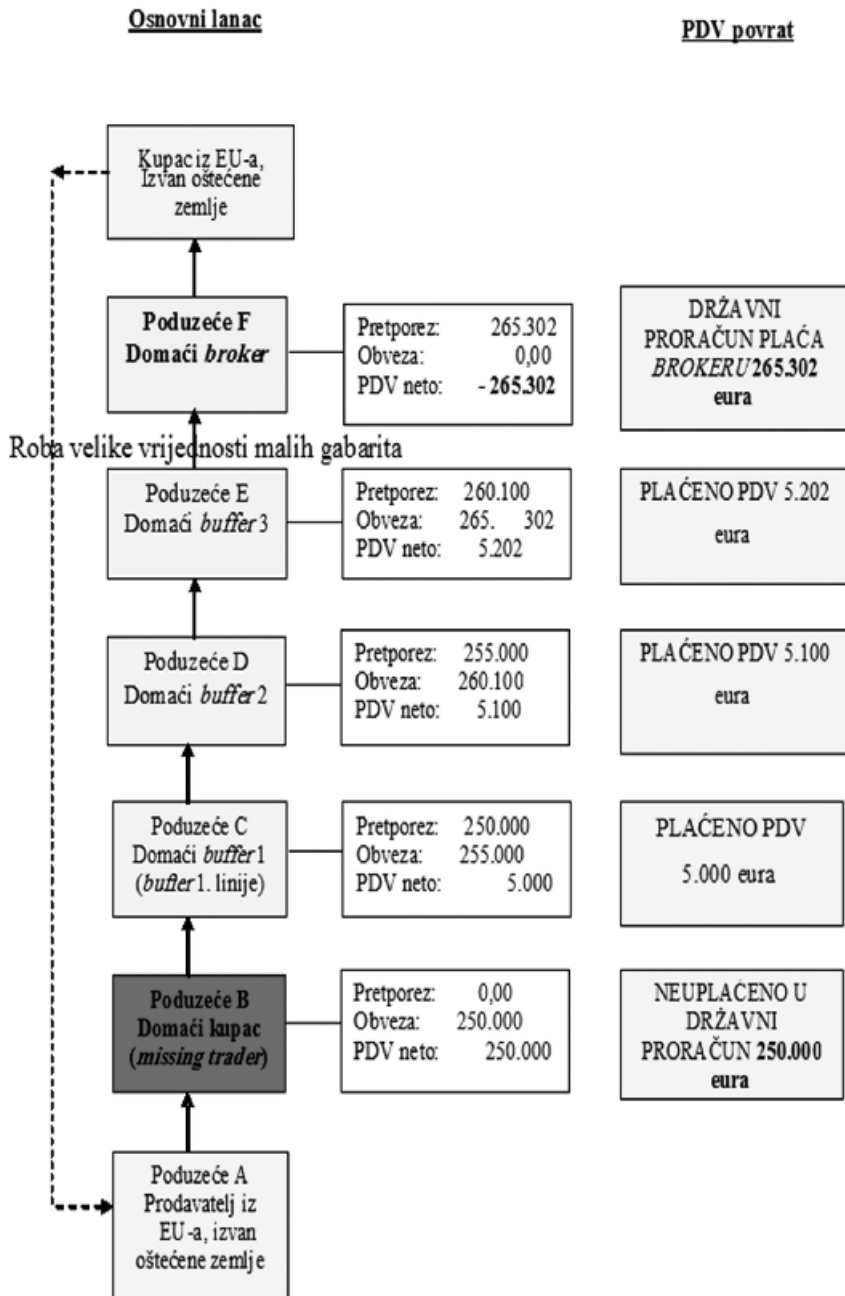 Osnovni lanac
PDV povrat
Kupac iz EU-a,
Izvan oštećene
zemlje
Poduzeće F
Domaći broker
Pretporez: 265.302
Obveza: 0,00
PDV neto: - 265.302
DRŽAVNI
PRORAČUN PLAĆA
BROKERU 265.302
eura
Roba velike vrijednosti malih gabarita
Poduzeće E
Domaći buffer 3
Pretporez: 260.100
Obveza: 265. 302
PDV neto: 5.202
PLAĆENO PDV 5.202
eura
Poduzeće D
Domaći buffer 2
Pretporez: 255.000
Obveza: 260.100
PDV neto: 5.100
PLAĆENO PDV 5.100
eura
Poduzeće C
Domaći buffer 1
(buffer 1. linije)
Pretporez: 250.000
Obveza: 255.000
PDV neto: 5.000
PLAĆENO PDV
5.000 eura
Poduzeće B
Domaći kupac
(missing trader)
Pretporez: 0,00
Obveza: 250.000
PDV neto: 250.000
NEUPLAĆENO U
DRŽAVNI
PRORAČUN 250.000
eura
Poduzeće A
Prodavatelj iz
EU-a, izvan
oštećene zemlje